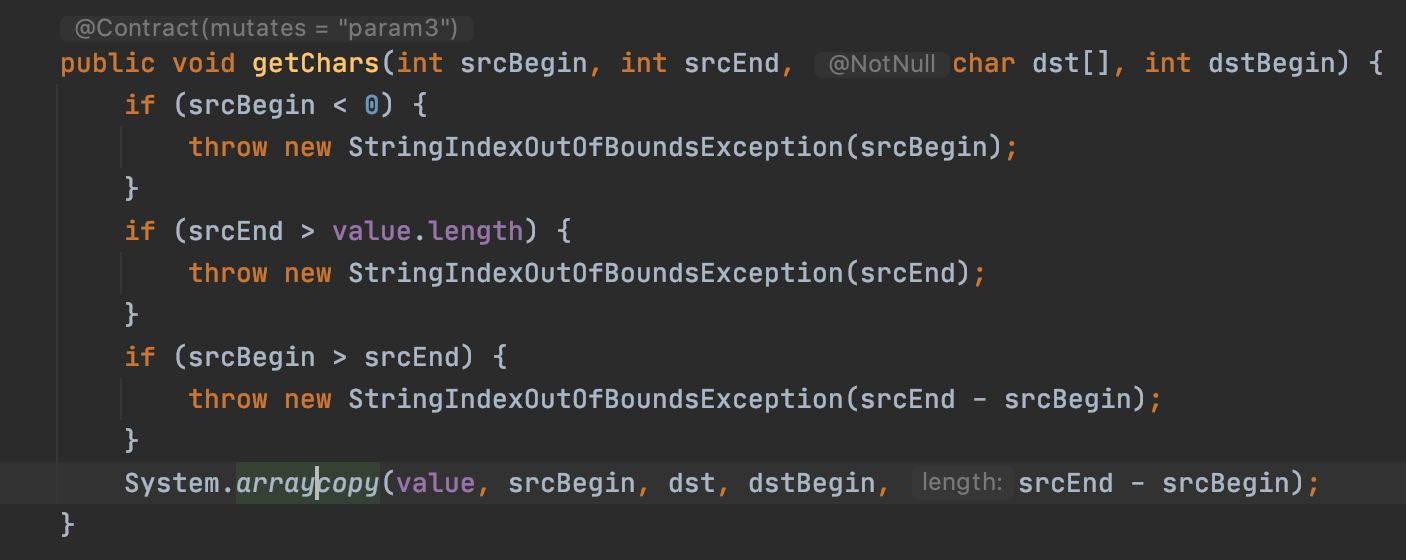 @Contract(mutates = "param3")
public void getChars(int srcBegin, int srcEnd, @NotNull char dst[], int dstBegin) {
if (srcBegin < 0) {
throw new StringIndexOutOfBoundsException(srcBegin);
}
if (srcEnd > value.length) {
throw new StringIndexOutOfBoundsException(srcEnd);
}
if (srcBegin > srcEnd) {
throw new StringIndexOutOfBoundsException(srcEnd - srcBegin);
}
System.arraycopy(value, srcBegin, dst, dstBegin, length: srcEnd - srcBegin);
}